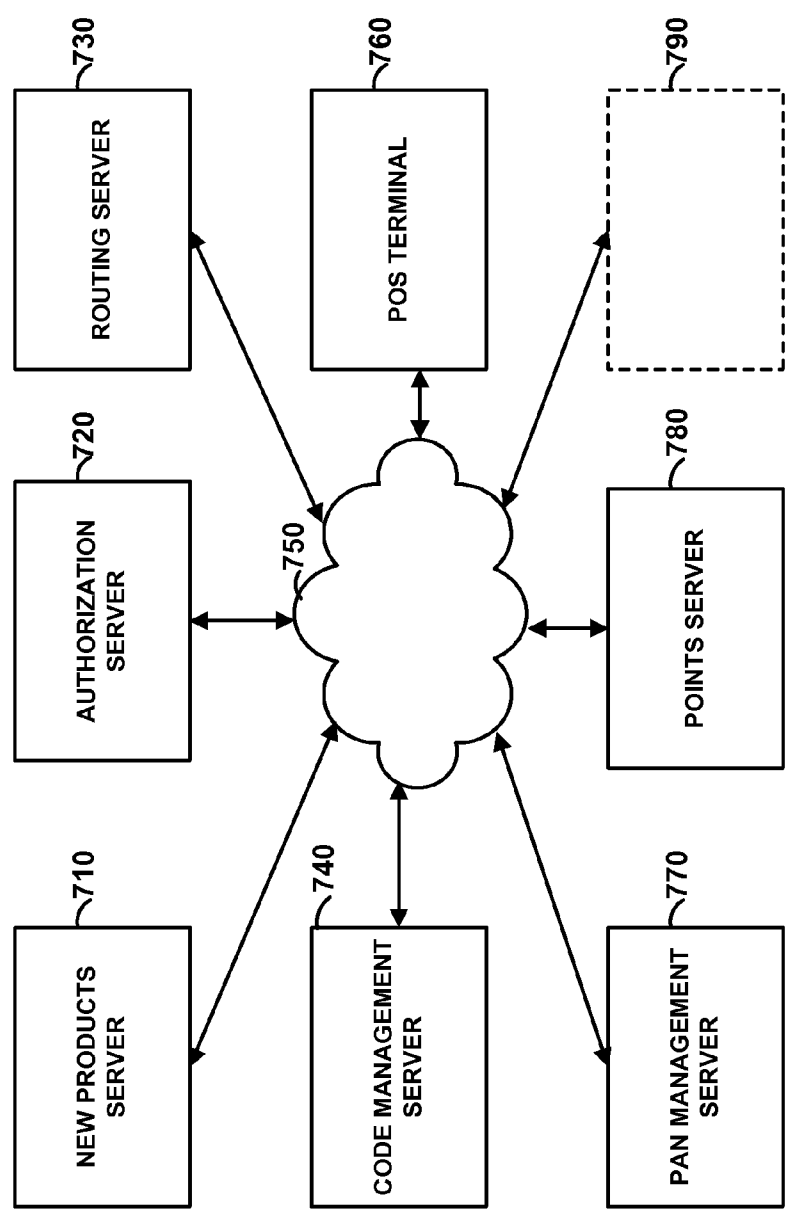 710
NEW PRODUCTS
SERVER
720
AUTHORIZATION
SERVER
730
ROUTING SERVER
740
CODE MANAGEMENT
SERVER
750
760
POS TERMINAL
770
PAN MANAGEMENT
SERVER
780
POINTS SERVER
790